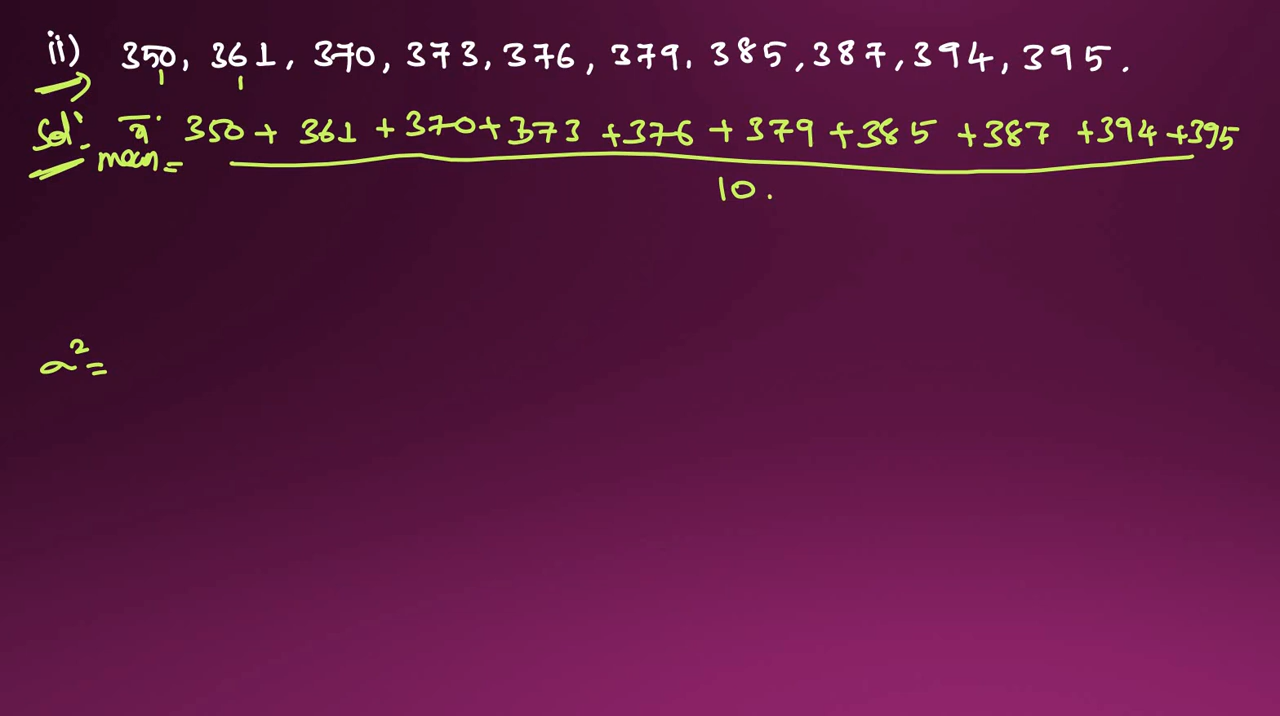 ii) 350, 361, 370, 373, 376, 379, 385, 387, 394, 395.
Sol: x̄ 350 + 361 + 370 + 373 + 376 + 379 + 385 + 387 + 394 + 395
mean =
10.
σ² =